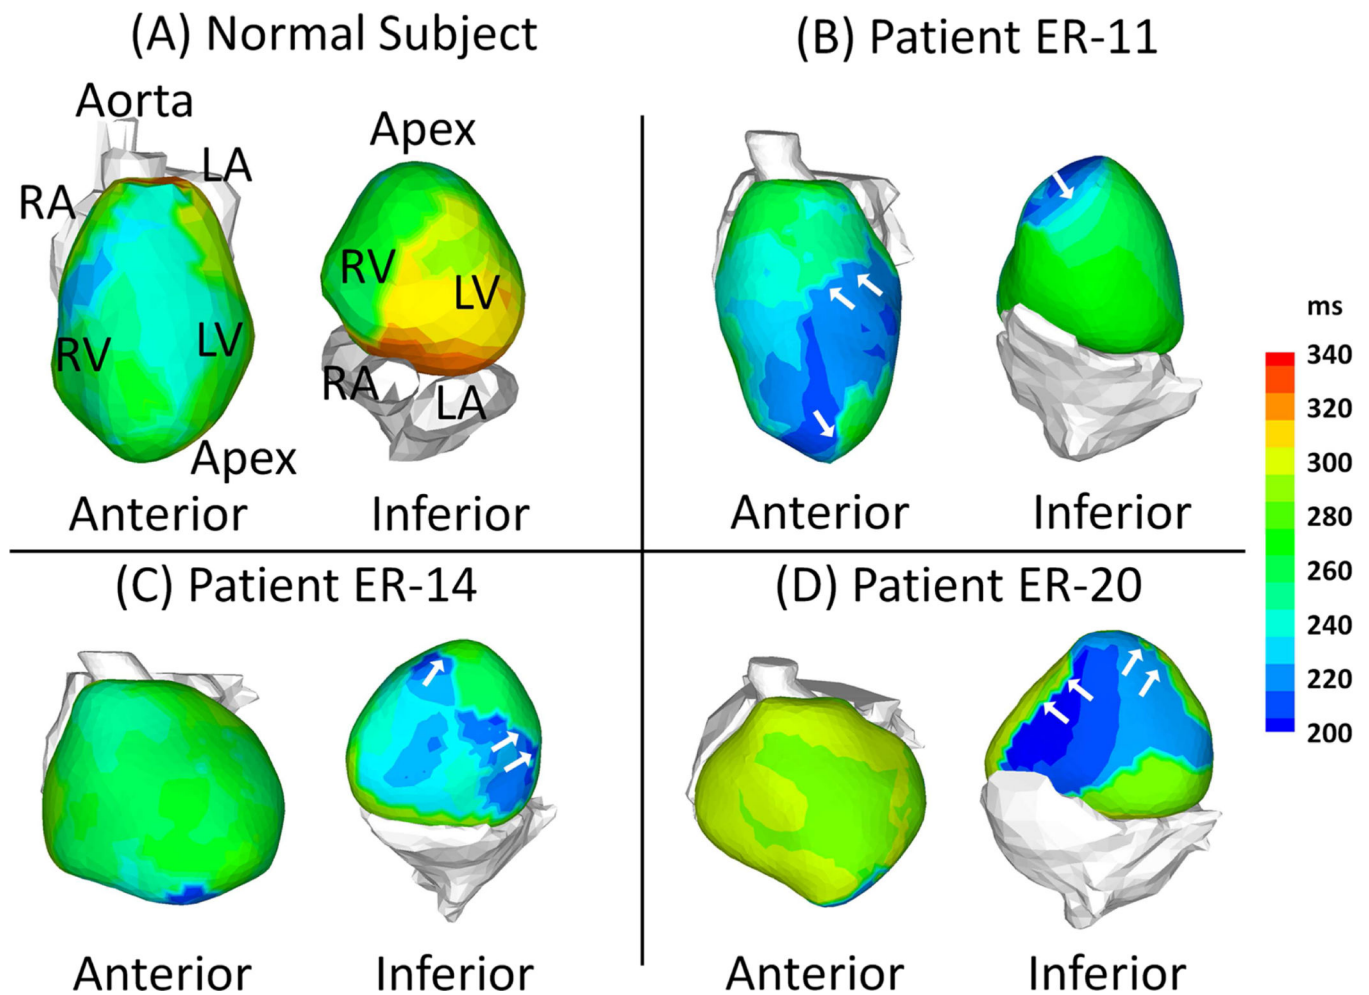 (A) Normal Subject
Aorta
LA
RA
RV
LV
Apex
Anterior
Apex
RV
LV
RA
LA
Inferior
(B) Patient ER-11
Anterior
Inferior
(C) Patient ER-14
Anterior
Inferior
(D) Patient ER-20
Anterior
Inferior
ms
340
320
300
280
260
240
220
200